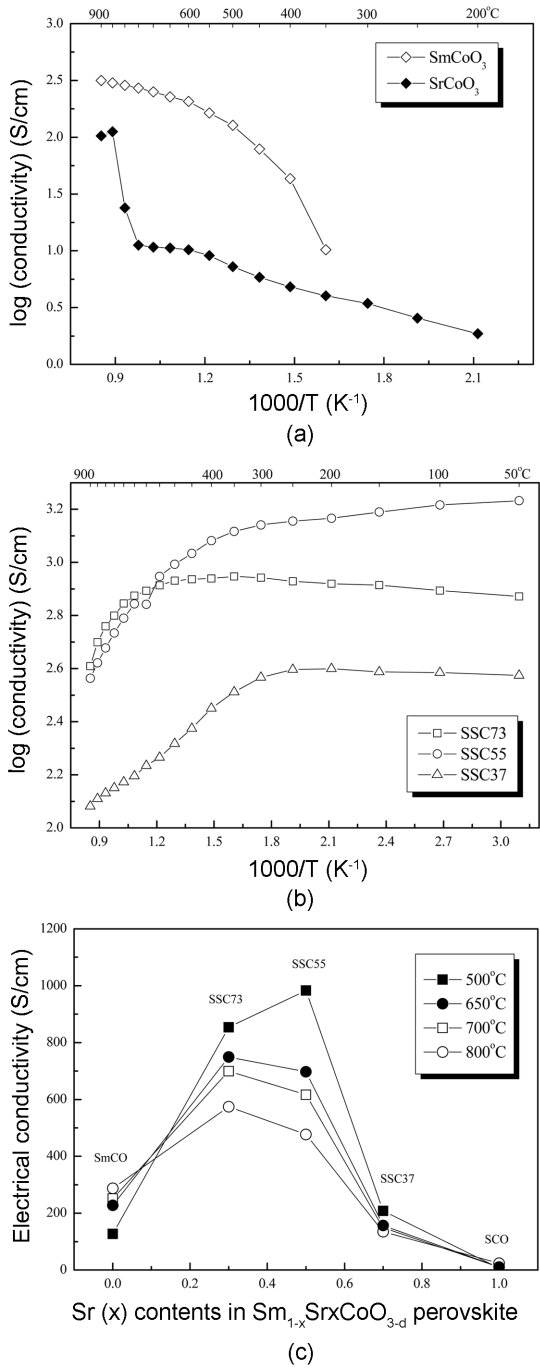 900 600 500 400 300 200°C
3.0
2.5
2.0
1.5
1.0
0.5
0.0
log (conductivity) (S/cm)
SmCoO3
SrCoO3
0.9 1.2 1.5 1.8 2.1
1000/T (K-1)
(a)
900 400 300 200 100 50°C
3.2
3.0
2.8
2.6
2.4
2.2
2.0
log (conductivity) (S/cm)
SSC73
SSC55
SSC37
0.9 1.2 1.5 1.8 2.1 2.4 2.7 3.0
1000/T (K-1)
(b)
1200
1000
800
600
400
200
0
Electrical conductivity (S/cm)
SSC55
SSC73
500°C
650°C
700°C
800°C
SmCO
SSC37
SCO
0.0 0.2 0.4 0.6 0.8 1.0
Sr (x) contents in Sm1-xSrxCoO3-d perovskite
(c)